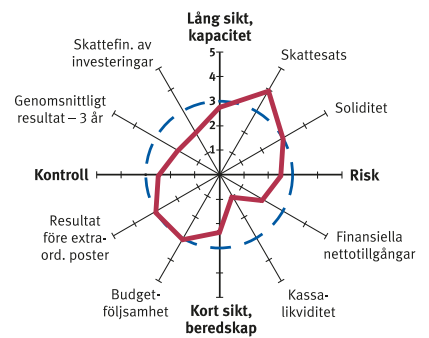 Lång sikt,
kapacitet
Skattefin. av
investeringar
Skattesats
5
4
3
2
1
Genomsnittligt
resultat – 3 år
Soliditet
Kontroll
Risk
Resultat
före extra-
ord. poster
Finansiella
nettotillgångar
Budget-
följsamhet
Kassa-
likviditet
Kort sikt,
beredskap